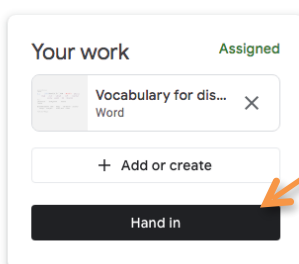 Your work
Assigned
Vocabulary for dis...
Word
+ Add or create
Hand in